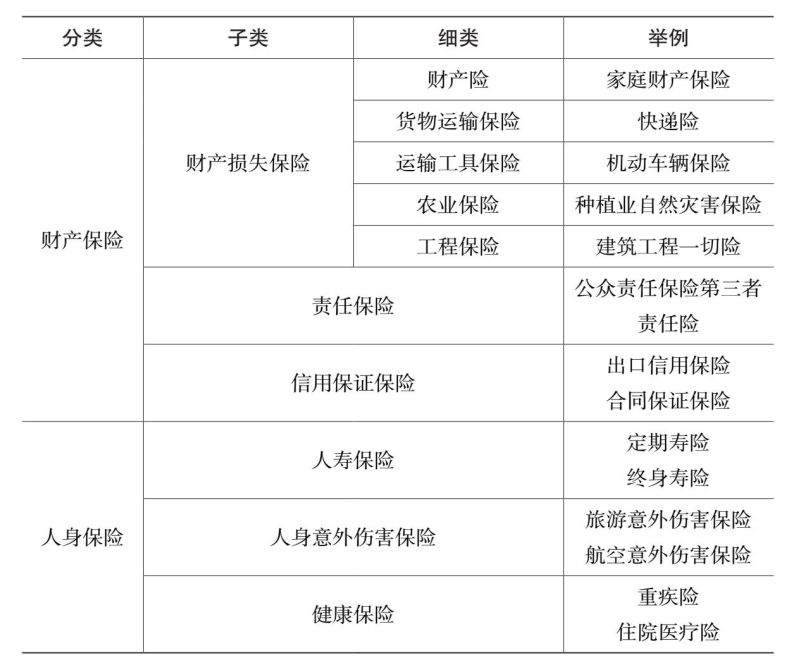 分类 子类 细类 举例
财产保险 财产损失保险 财产险 家庭财产保险
货物运输保险 快递险
运输工具保险 机动车辆保险
农业保险 种植业自然灾害保险
工程保险 建筑工程一切险
责任保险 公众责任保险第三者
责任险
信用保证保险 出口信用保险
合同保证保险
人身保险 人寿保险 定期寿险
终身寿险
人身意外伤害保险 旅游意外伤害保险
航空意外伤害保险
健康保险 重疾险
住院医疗险